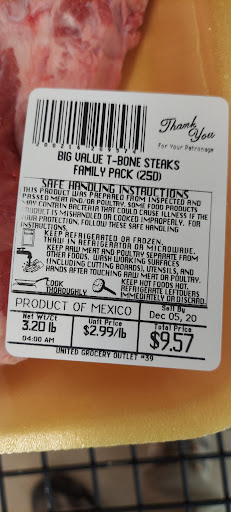 Thank
You
For Your Patronage
BIG VALUE T-BONE STEAKS
FAMILY PACK (25D)
SAFE HANDLING INSTRUCTIONS
THIS PRODUCT WAS PREPARED FROM INSPECTED AND
PASSED MEAT AND/OR POULTRY. SOME FOOD PRODUCTS
MAY CONTAIN BACTERIA THAT COULD CAUSE ILLNESS IF THE
PRODUCT IS MISHANDLED OR COOKED IMPROPERLY. FOR
YOUR PROTECTION, FOLLOW THESE SAFE HANDLING
INSTRUCTIONS.
KEEP REFRIGERATED OR FROZEN.
THAW IN REFRIGERATOR OR MICROWAVE.
KEEP RAW MEAT AND POULTRY SEPARATE FROM
OTHER FOODS. WASH WORKING SURFACES
(INCLUDING CUTTING BOARDS), UTENSILS, AND
HANDS AFTER TOUCHING RAW MEAT OR POULTRY.
COOK
THOROUGHLY
KEEP HOT FOODS HOT.
REFRIGERATE LEFTOVERS
IMMEDIATELY OR DISCARD.
PRODUCT OF MEXICO
Sell By
Dec 05, 20
Net Wt/Ct
3.20 lb
04:00 AM
Unit Price
$2.99/lb
Total Price
$9.57
UNITED GROCERY OUTLET #39